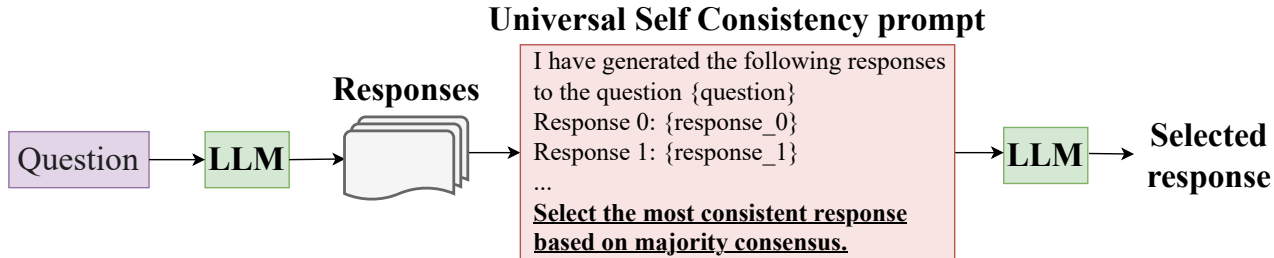 Universal Self Consistency prompt
Question
LLM
Responses
I have generated the following responses
to the question {question}
Response 0: {response_0}
Response 1: {response_1}
...
Select the most consistent response
based on majority consensus.
LLM
Selected
response